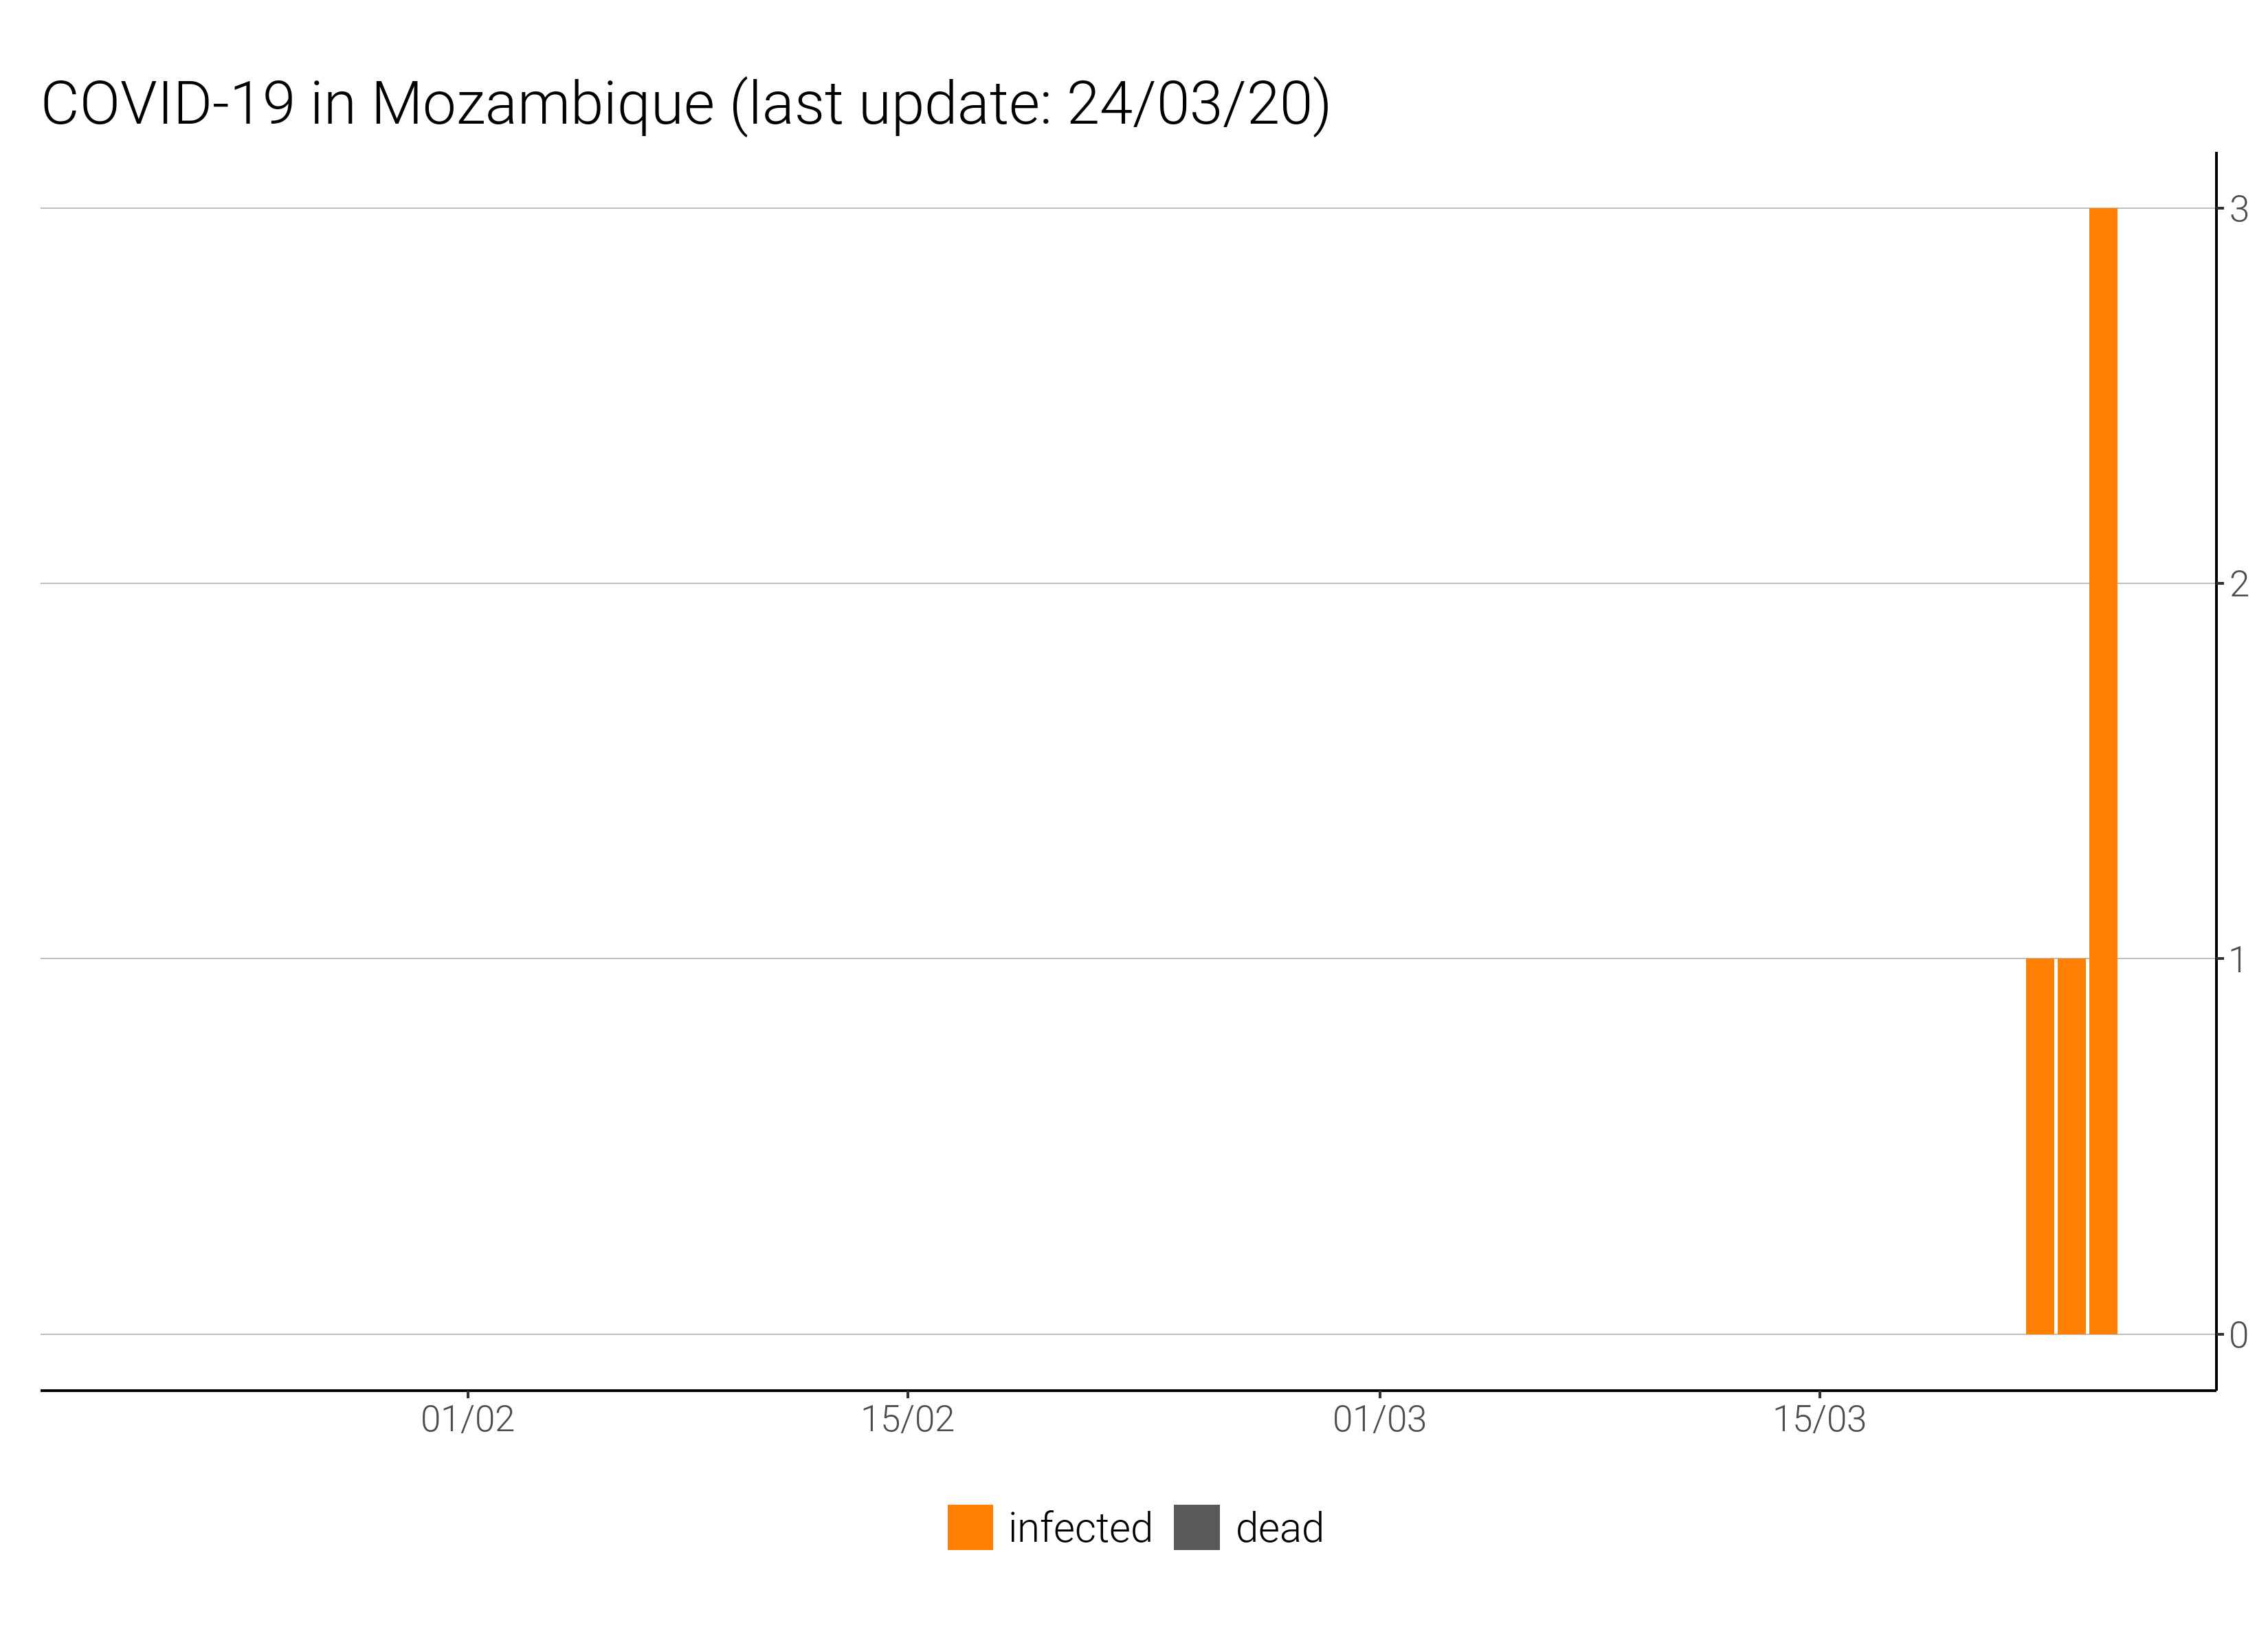 COVID-19 in Mozambique (last update: 24/03/20)
3
2
1
0
01/02 15/02 01/03 15/03
infected dead